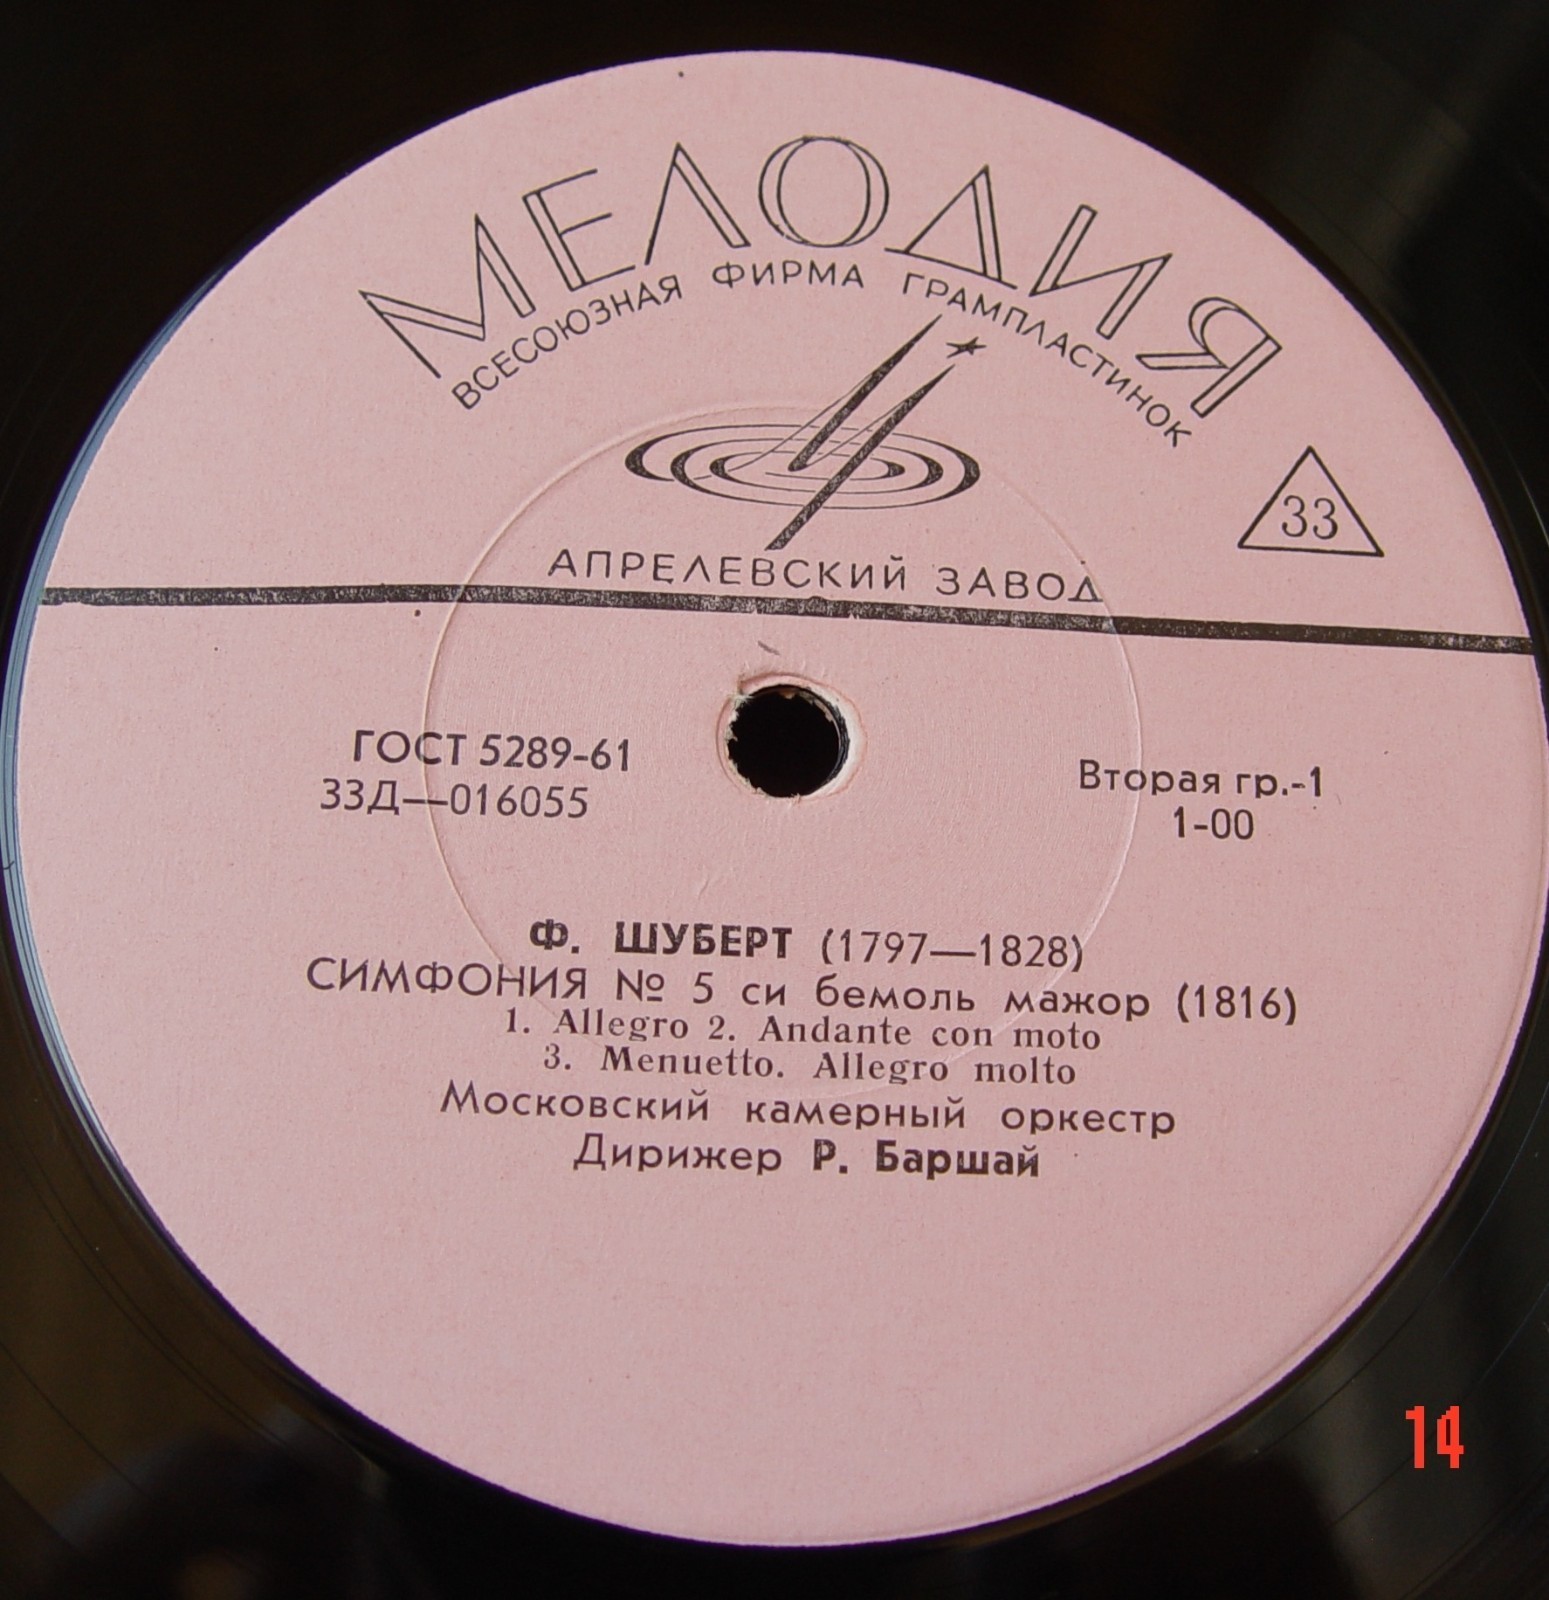 МЕЛОДИЯ
ВСЕСОЮЗНАЯ ФИРМА ГРАМПЛАСТИНОК
33
АПРЕЛЕВСКИЙ ЗАВОД
ГОСТ 5289-61
33Д—016055
Вторая гр.-1
1-00
Ф. ШУБЕРТ (1797—1828)
СИМФОНИЯ № 5 си бемоль мажор (1816)
1. Allegro 2. Andante con moto
3. Menuetto. Allegro molto
Московский камерный оркестр
Дирижер Р. Баршай
14